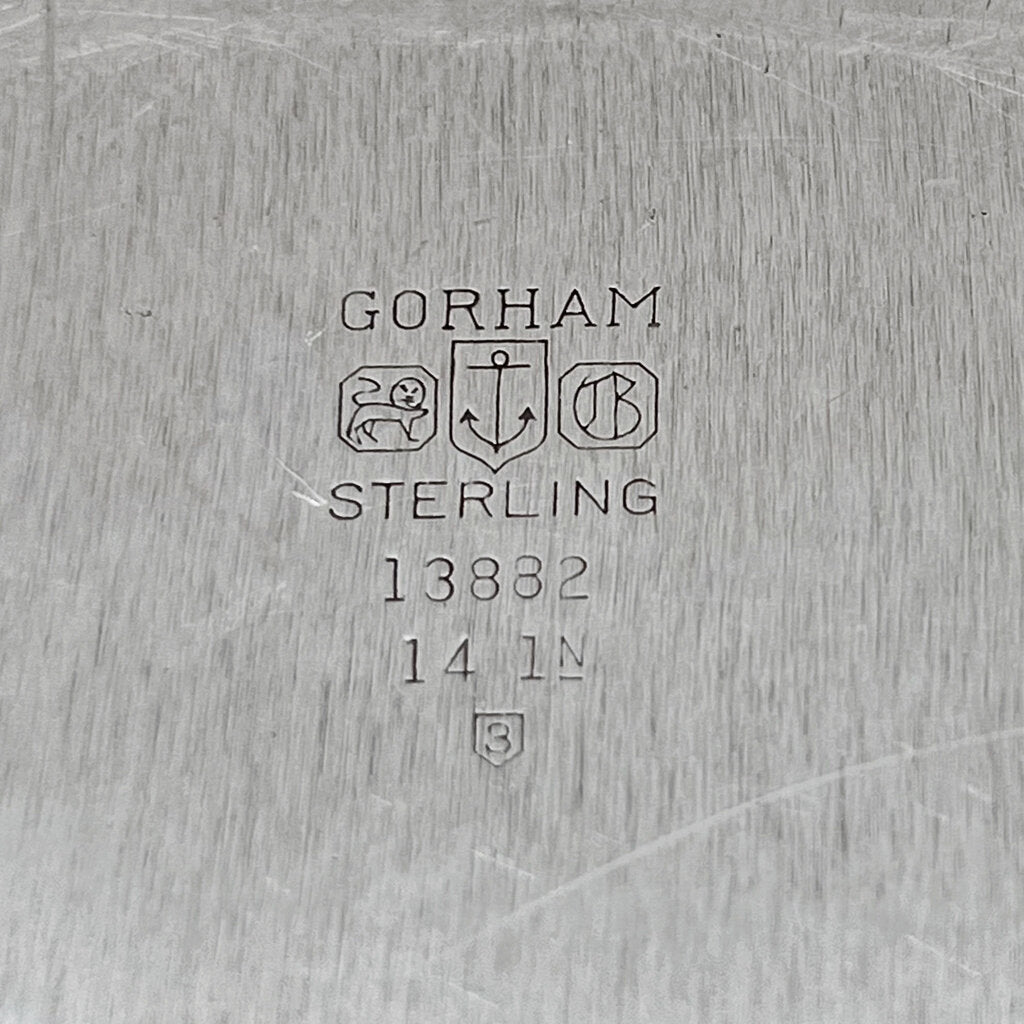 GORHAM
G
STERLING
13882
14 1N
3